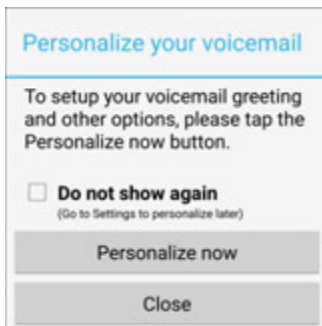 Personalize your voicemail
To setup your voicemail greeting
and other options, please tap the
Personalize now button.
Do not show again
(Go to Settings to personalize later)
Personalize now
Close